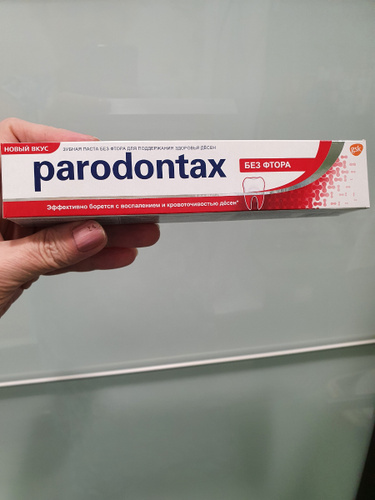 НОВЫЙ ВКУС
ЗУБНАЯ ПАСТА БЕЗ ФТОРА ДЛЯ ПОДДЕРЖАНИЯ ЗДОРОВЬЯ ДЁСЕН
parodontax
БЕЗ ФТОРА
gsk
Эффективно борется с воспалением и кровоточивостью дёсен*